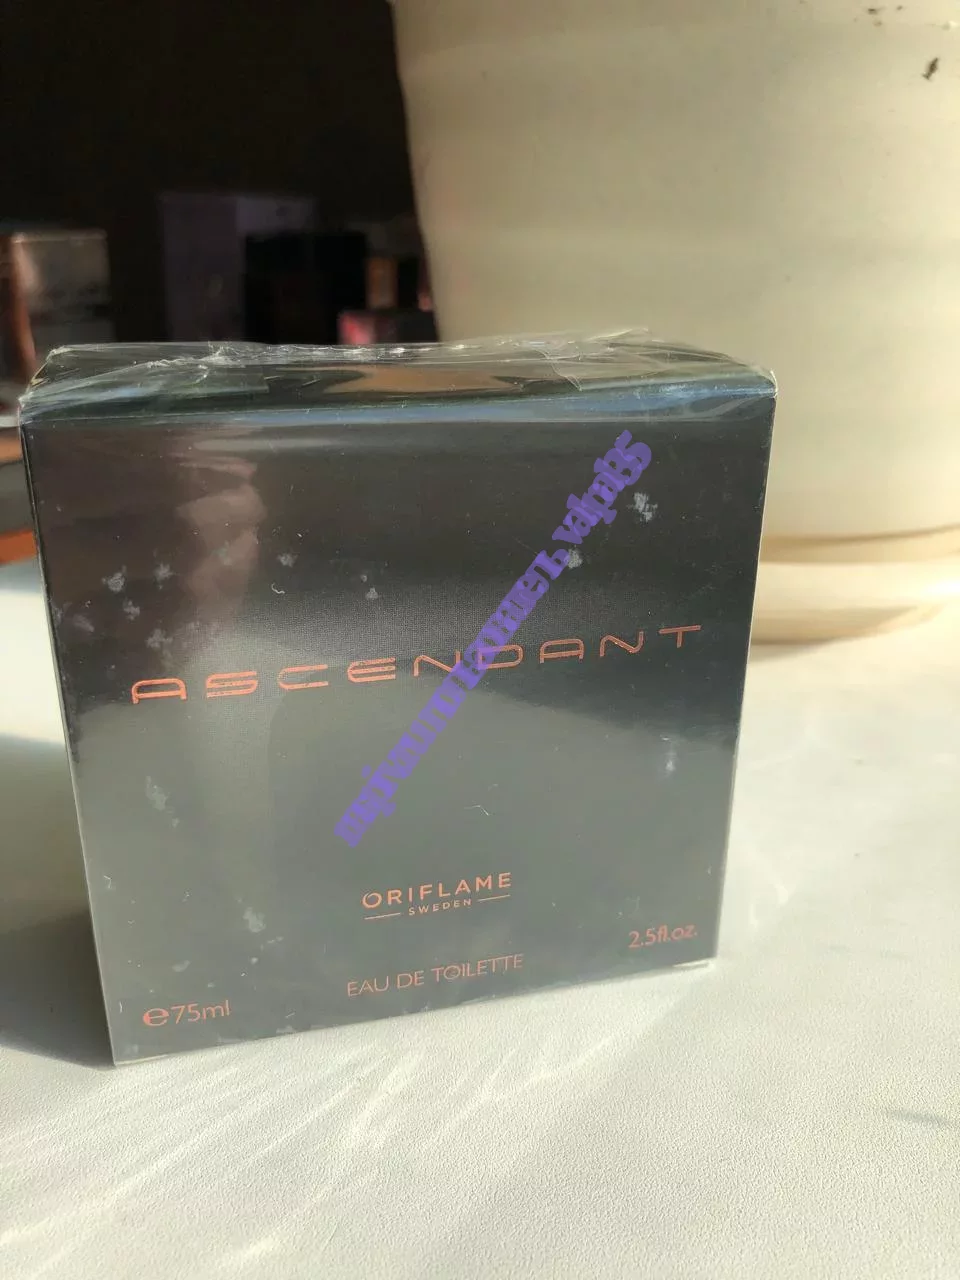 ASCENDANT
ORIFLAME
SWEDEN
EAU DE TOILETTE
℮75ml
2.5fl.oz.